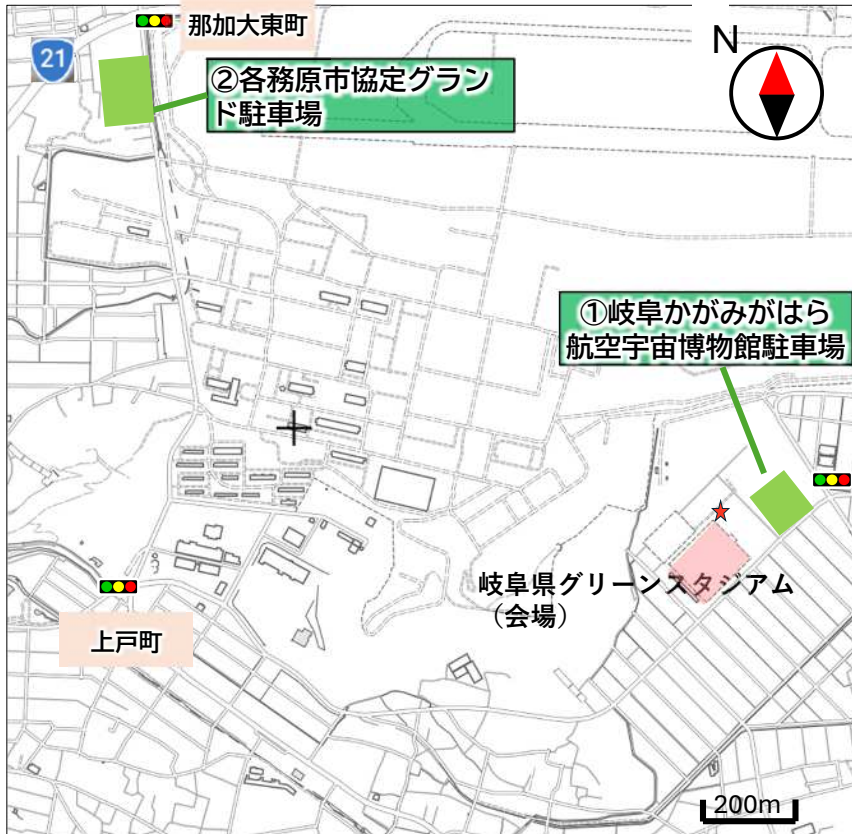 那加大東町
21
N
②各務原市協定グラン
ド駐車場
①岐阜かがみがはら
航空宇宙博物館駐車場
岐阜県グリーンスタジアム
（会場）
上戸町
200m